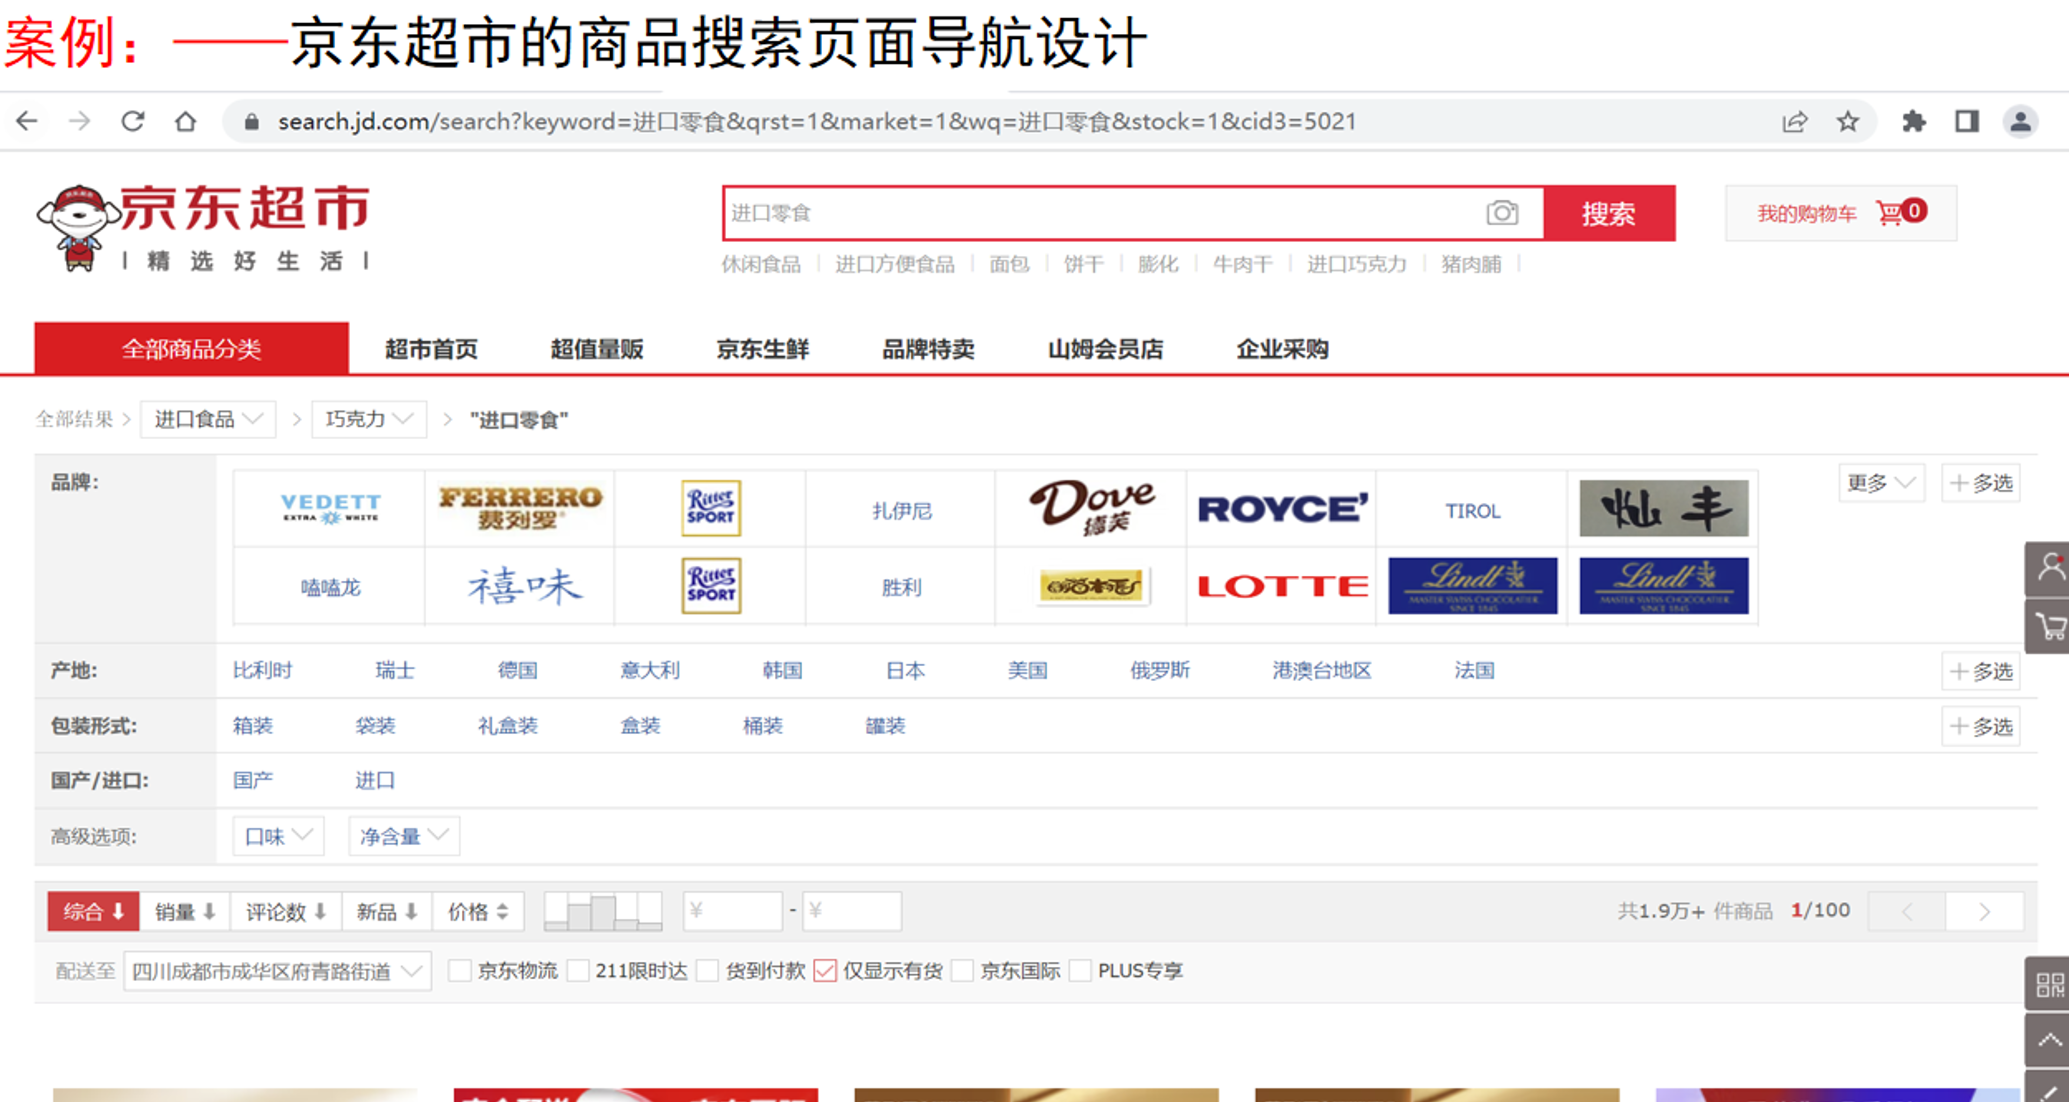 案例：——京东超市的商品搜索页面导航设计
search.jd.com/search?keyword=进口零食&qrst=1&market=1&wq=进口零食&stock=1&cid3=5021
京东超市
精选好生活
进口零食
搜索
我的购物车 0
休闲食品 进口方便食品 面包 饼干 膨化 牛肉干 进口巧克力 猪肉脯
全部商品分类 超市首页 超值量贩 京东生鲜 品牌特卖 山姆会员店 企业采购
全部结果 > 进口食品 > 巧克力 > "进口零食"
品牌: 更多 +多选
VEDETT EXTRA WHITE FERRERO 费列罗 Ritter SPORT 扎伊尼 Dove 德芙 ROYCE' TIROL 灿丰
嗑嗑龙 禧味 Ritter SPORT 胜利 LOTTE Lindt MASTER SWISS CHOCOLATIER SINCE 1845 Lindt MASTER SWISS CHOCOLATIER SINCE 1845
产地: 比利时 瑞士 德国 意大利 韩国 日本 美国 俄罗斯 港澳台地区 法国 +多选
包装形式: 箱装 袋装 礼盒装 盒装 桶装 罐装 +多选
国产/进口: 国产 进口
高级选项: 口味 净含量
综合 销量 评论数 新品 价格 ¥ - ¥ 共1.9万+ 件商品 1/100 < >
配送至 四川成都市成华区府青路街道 京东物流 211限时达 货到付款 仅显示有货 京东国际 PLUS专享